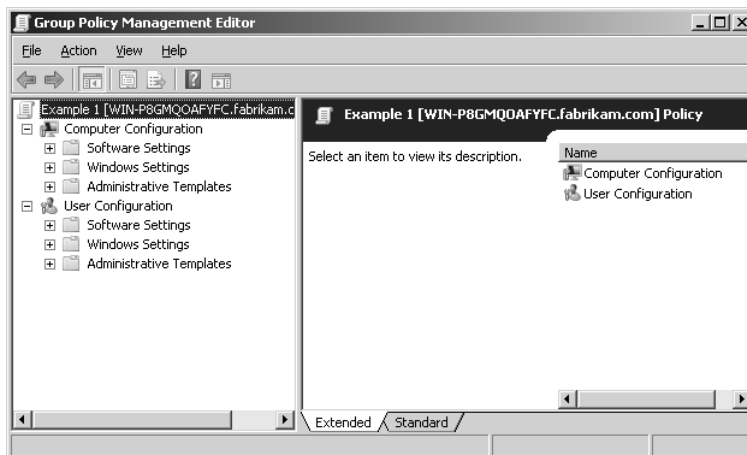 Group Policy Management Editor
File Action View Help
Example 1 [WIN-P8GMQOAFYFC.fabrikam.c
Computer Configuration
Software Settings
Windows Settings
Administrative Templates
User Configuration
Software Settings
Windows Settings
Administrative Templates
Example 1 [WIN-P8GMQOAFYFC.fabrikam.com] Policy
Select an item to view its description.
Name
Computer Configuration
User Configuration
Extended Standard